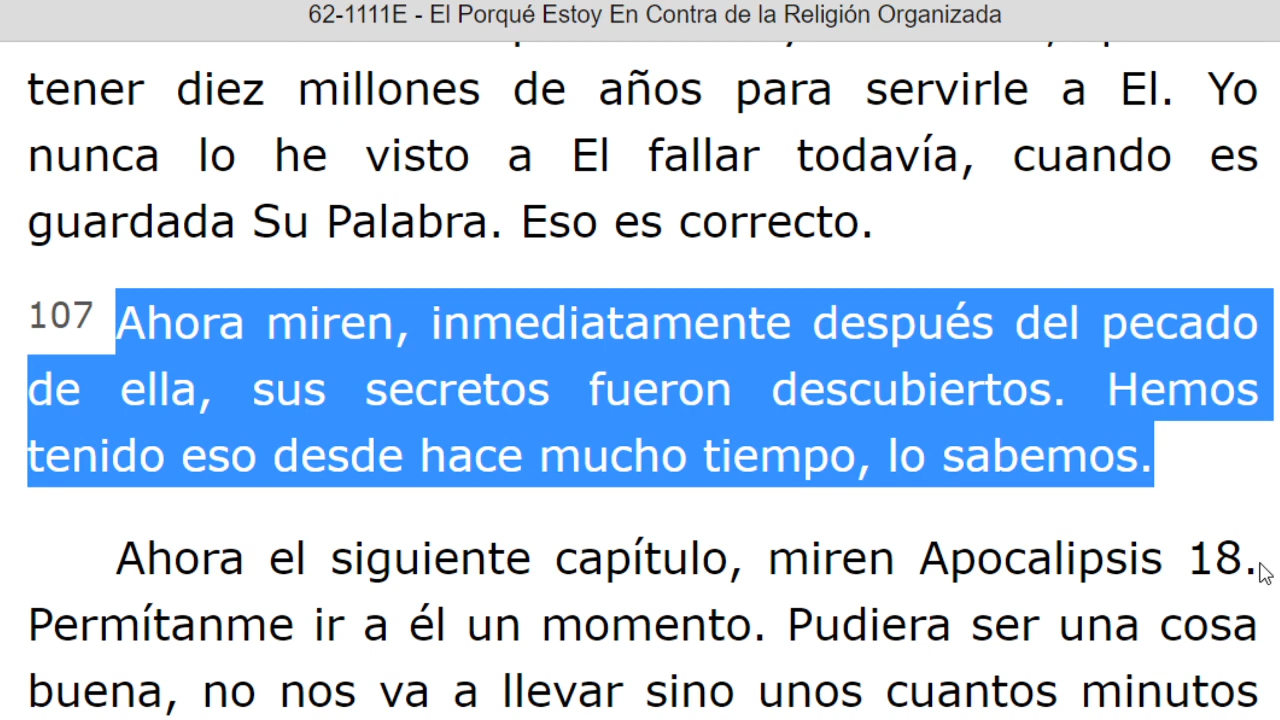 62-1111E - El Porqué Estoy En Contra de la Religión Organizada
tener diez millones de años para servirle a El. Yo
nunca lo he visto a El fallar todavía, cuando es
guardada Su Palabra. Eso es correcto.
107 Ahora miren, inmediatamente después del pecado
de ella, sus secretos fueron descubiertos. Hemos
tenido eso desde hace mucho tiempo, lo sabemos.
Ahora el siguiente capítulo, miren Apocalipsis 18.
Permítanme ir a él un momento. Pudiera ser una cosa
buena, no nos va a llevar sino unos cuantos minutos